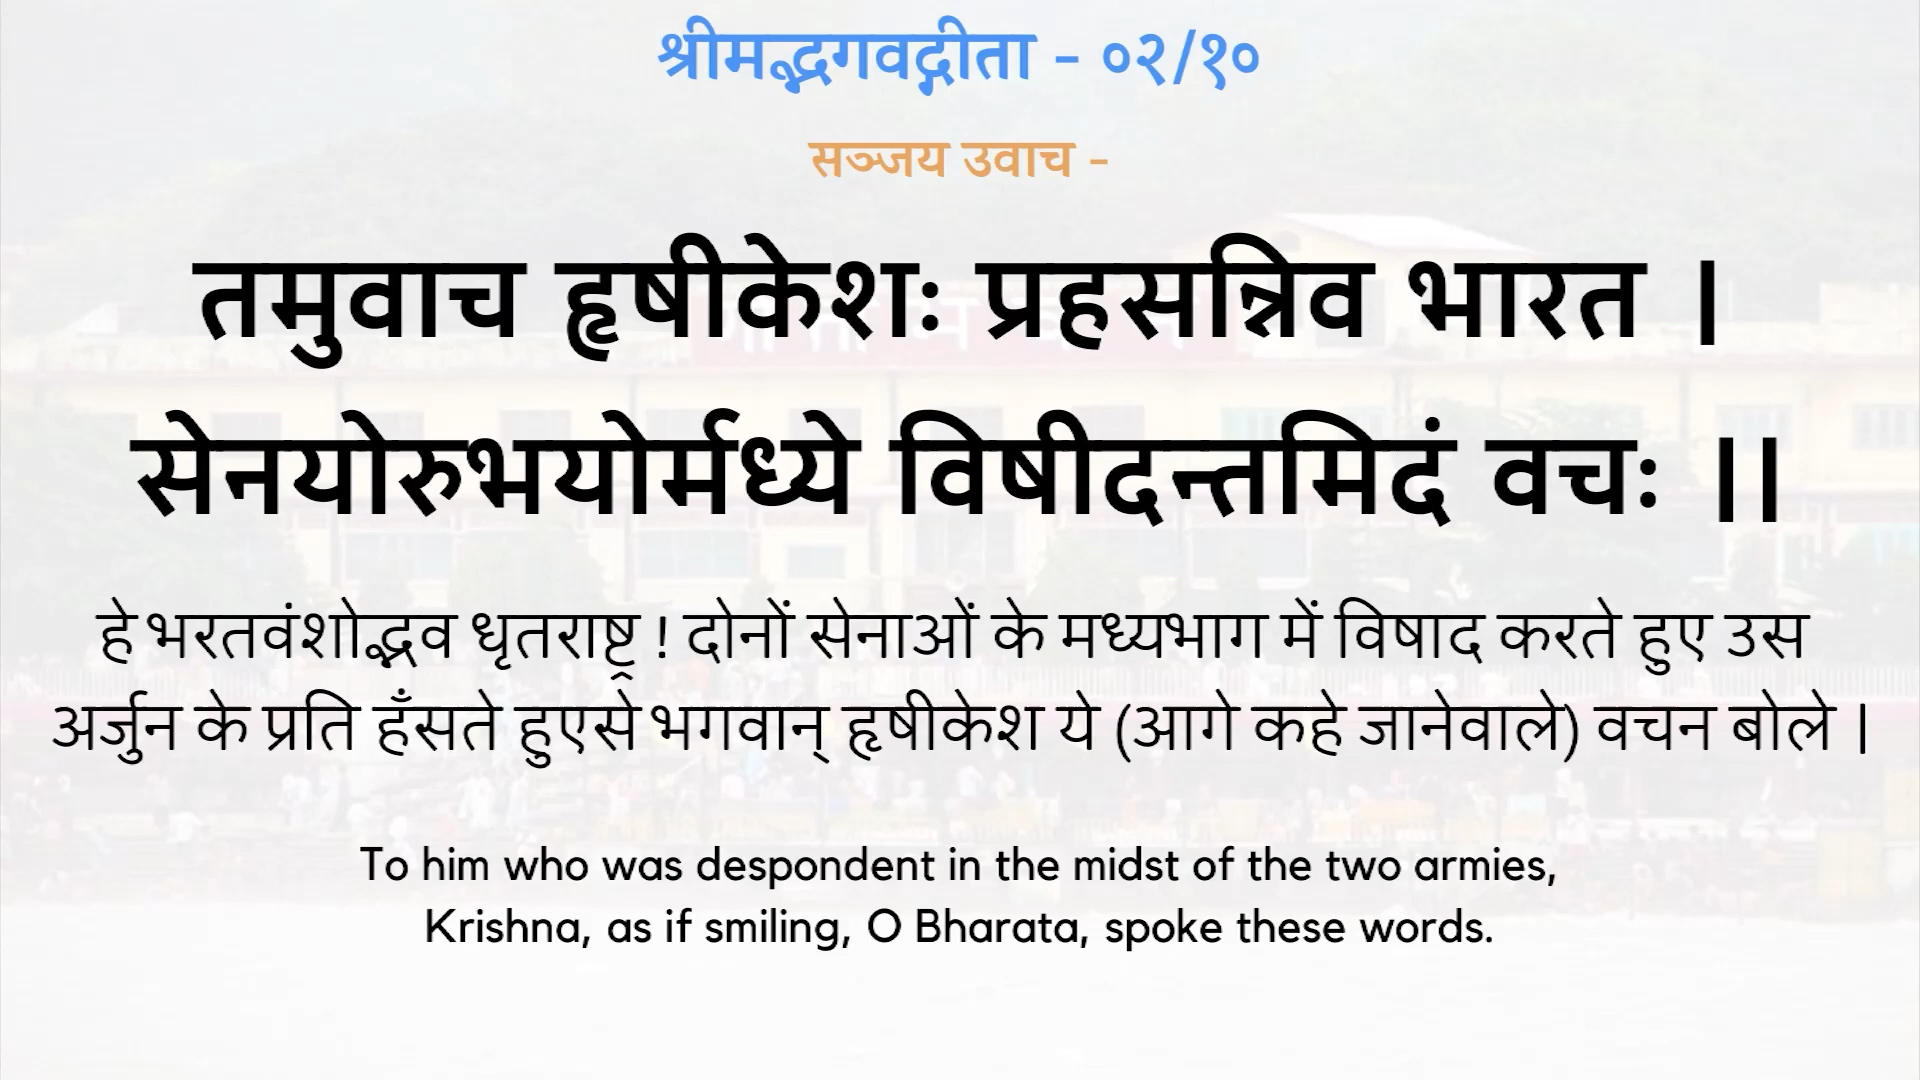 श्रीमद्भगवद्गीता - ०२/१०
सञ्जय उवाच -
तमुवाच हृषीकेशः प्रहसन्निव भारत ।
सेनयोरुभयोर्मध्ये विषीदन्तमिदं वचः ।।
हे भरतवंशोद्भव धृतराष्ट्र ! दोनों सेनाओं के मध्यभाग में विषाद करते हुए उस
अर्जुन के प्रति हँसते हुएसे भगवान् हृषीकेश ये (आगे कहे जानेवाले) वचन बोले ।
To him who was despondent in the midst of the two armies,
Krishna, as if smiling, O Bharata, spoke these words.